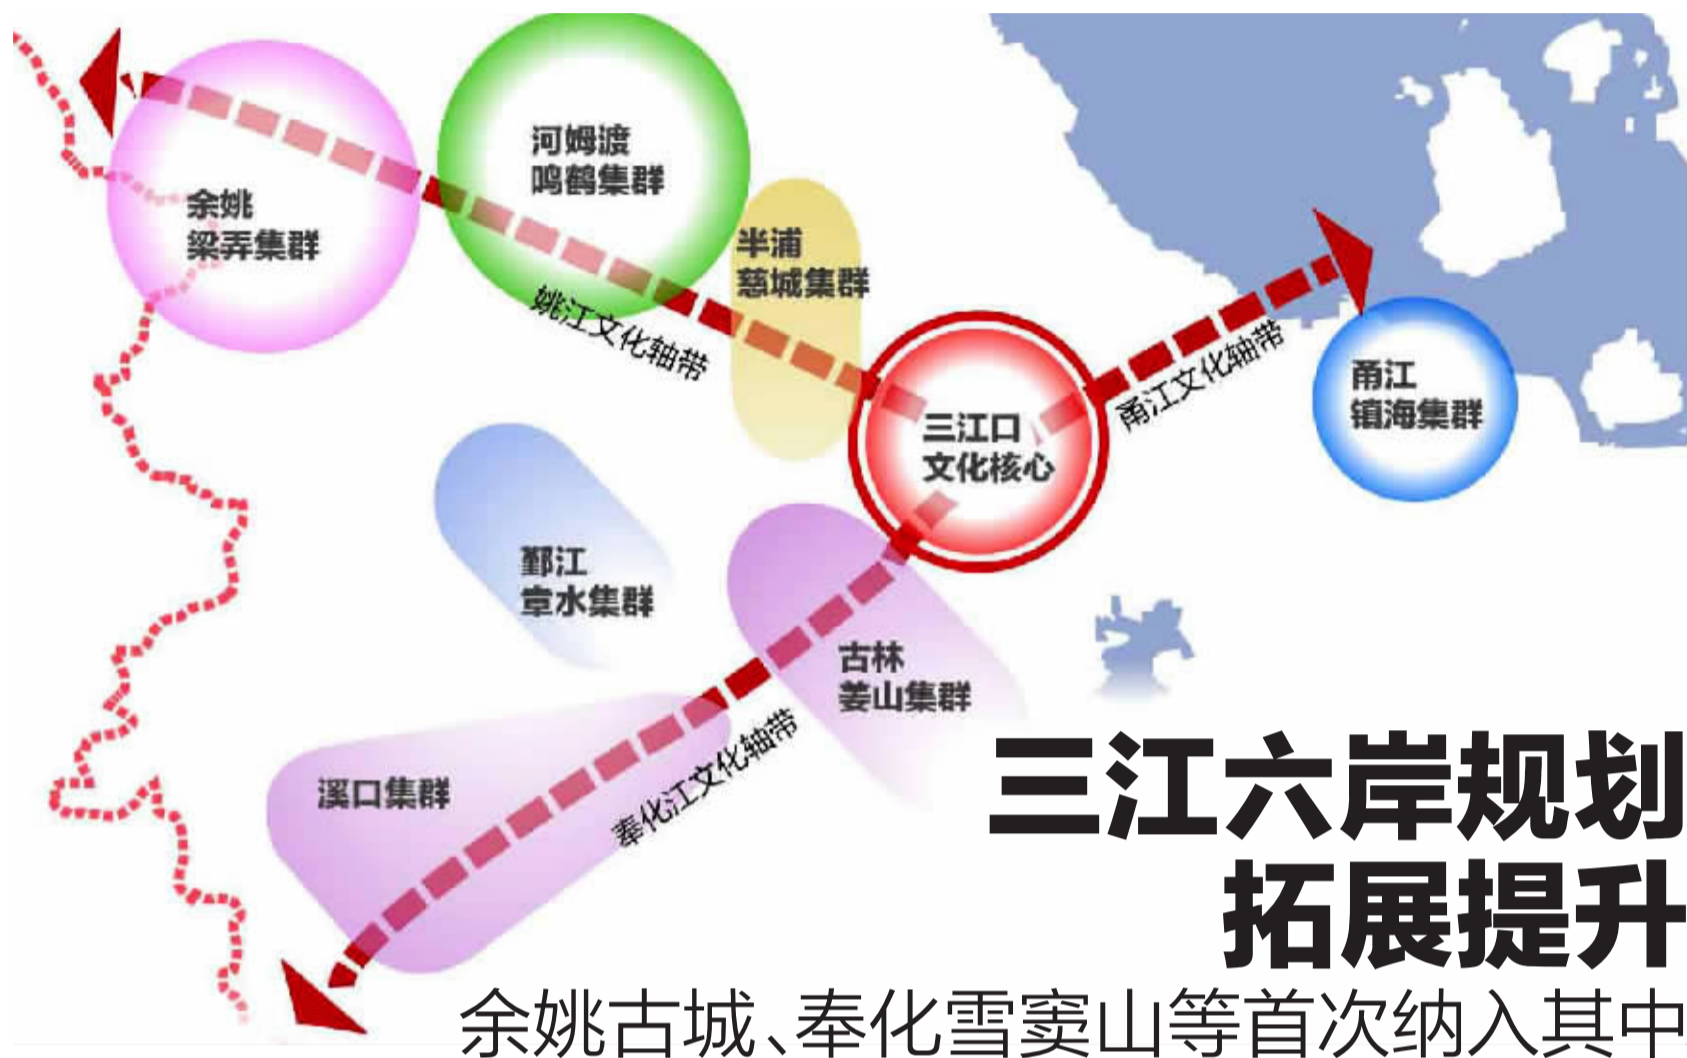 河姆渡
鸣鹤集群
余姚
梁弄集群
半浦
慈城集群
姚江文化轴带
甬江文化轴带
甬江
镇海集群
三江口
文化核心
鄞江
章水集群
古林
姜山集群
奉化江文化轴带
溪口集群
三江六岸规划
拓展提升
余姚古城、奉化雪窦山等首次纳入其中